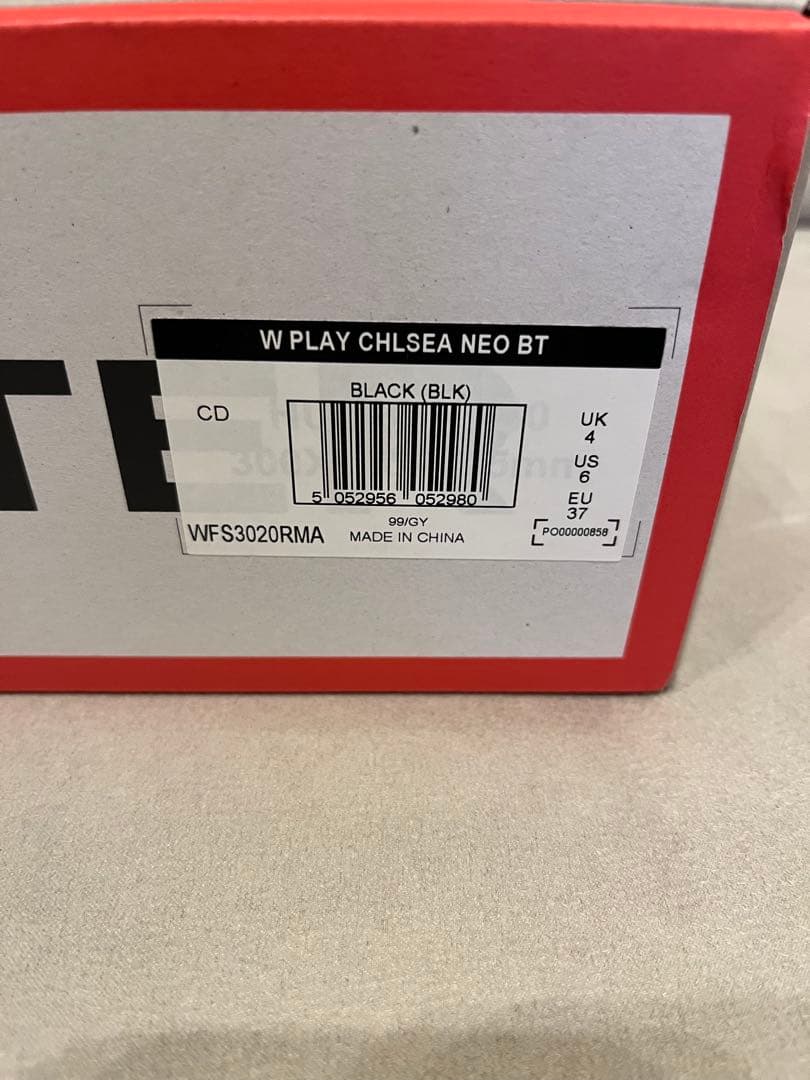 TE
W PLAY CHLSEA NEO BT
BLACK (BLK)
CD
5 052956 052980
UK
4
US
6
EU
37
99/GY
WFS3020RMA
MADE IN CHINA
PO00000858